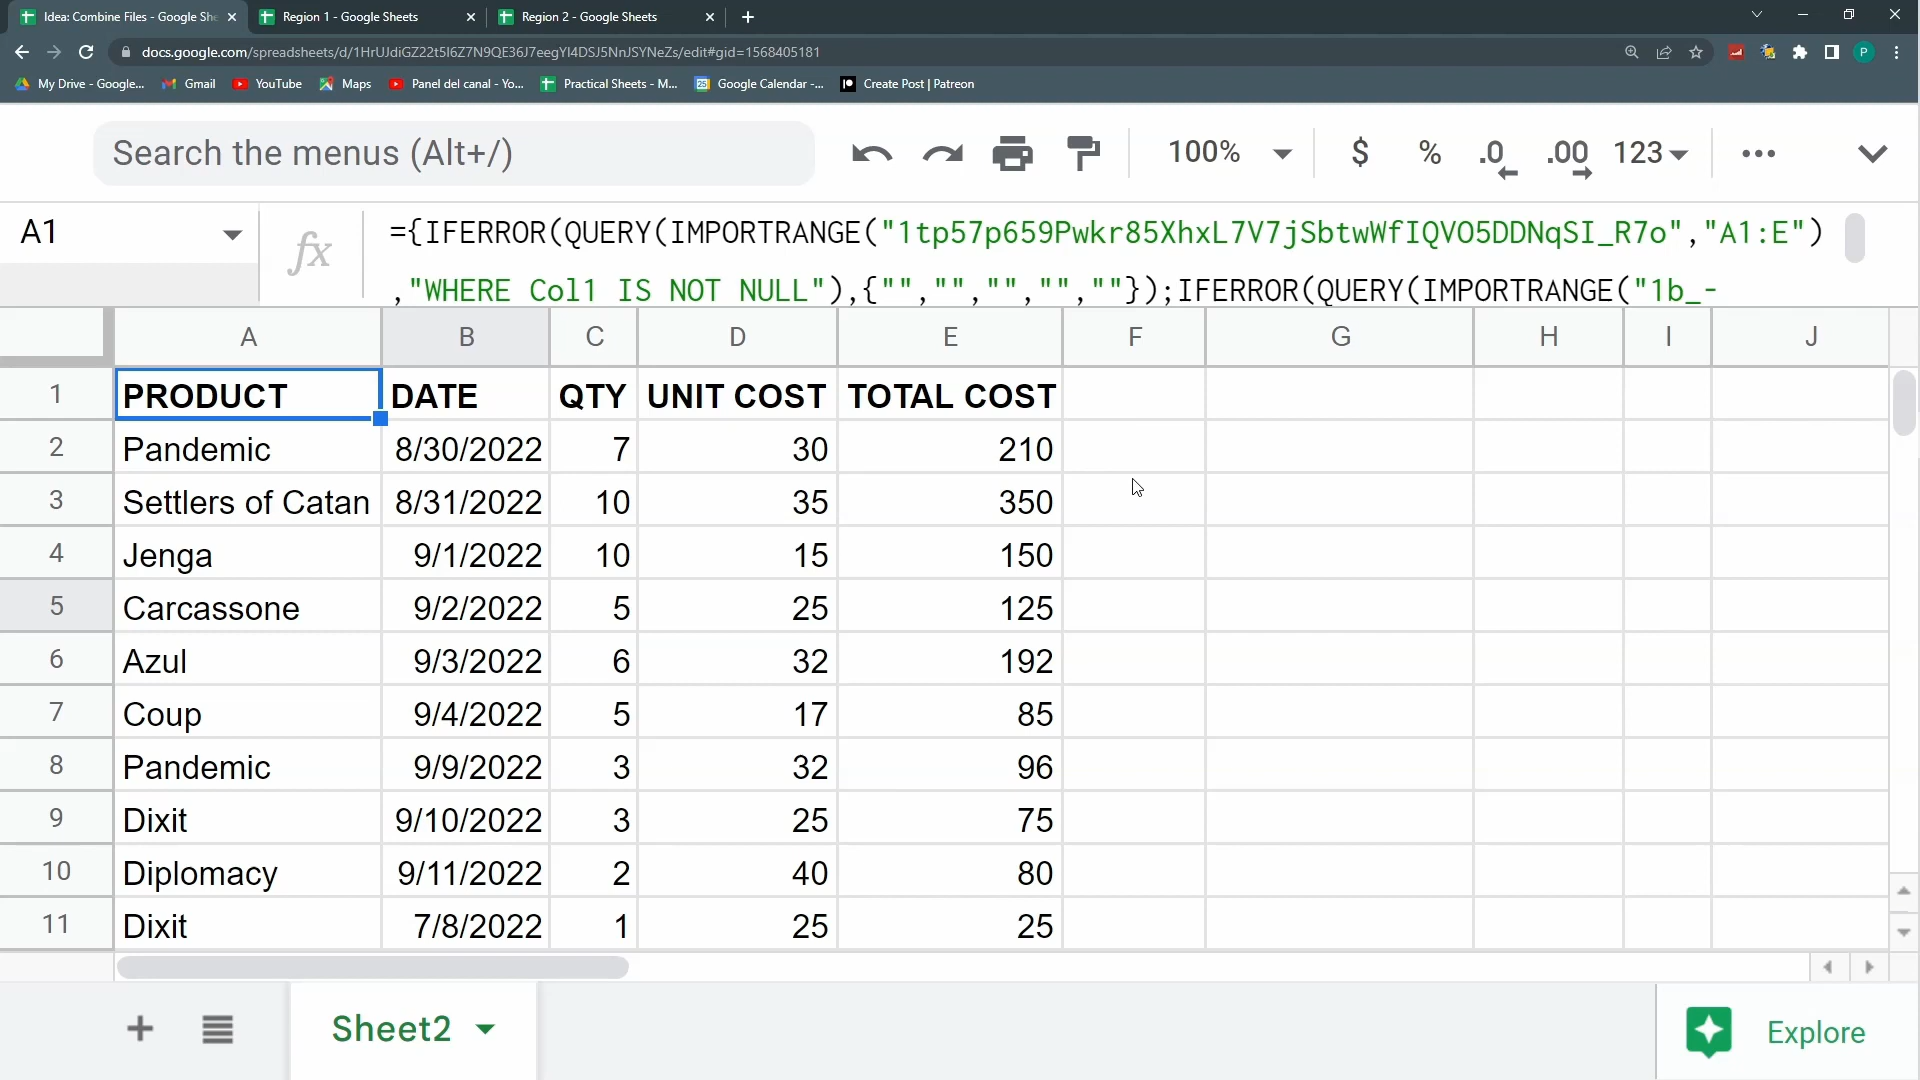 Idea: Combine Files - Google She
Region 1 - Google Sheets
Region 2 - Google Sheets
docs.google.com/spreadsheets/d/1HrUJdiGZ22t5I6Z7N9QE36J7eegYl4DSJ5NnJSYNeZs/edit#gid=1568405181
P
My Drive - Google...
Gmail
YouTube
Maps
Panel del canal - Yo...
Practical Sheets - M...
Google Calendar -...
Create Post | Patreon
Search the menus (Alt+/)
100%
$
%
.0
.00
123
A1
fx
={IFERROR(QUERY(IMPORTRANGE("1tp57p659Pwkr85XhxL7V7jSbtwWfIQVO5DDNqSI_R7o","A1:E")
,"WHERE Col1 IS NOT NULL"),{"","","","",""});IFERROR(QUERY(IMPORTRANGE("1b_-
A B C D E F G H I J
1 PRODUCT DATE QTY UNIT COST TOTAL COST
2 Pandemic 8/30/2022 7 30 210
3 Settlers of Catan 8/31/2022 10 35 350
4 Jenga 9/1/2022 10 15 150
5 Carcassone 9/2/2022 5 25 125
6 Azul 9/3/2022 6 32 192
7 Coup 9/4/2022 5 17 85
8 Pandemic 9/9/2022 3 32 96
9 Dixit 9/10/2022 3 25 75
10 Diplomacy 9/11/2022 2 40 80
11 Dixit 7/8/2022 1 25 25
Sheet2
Explore